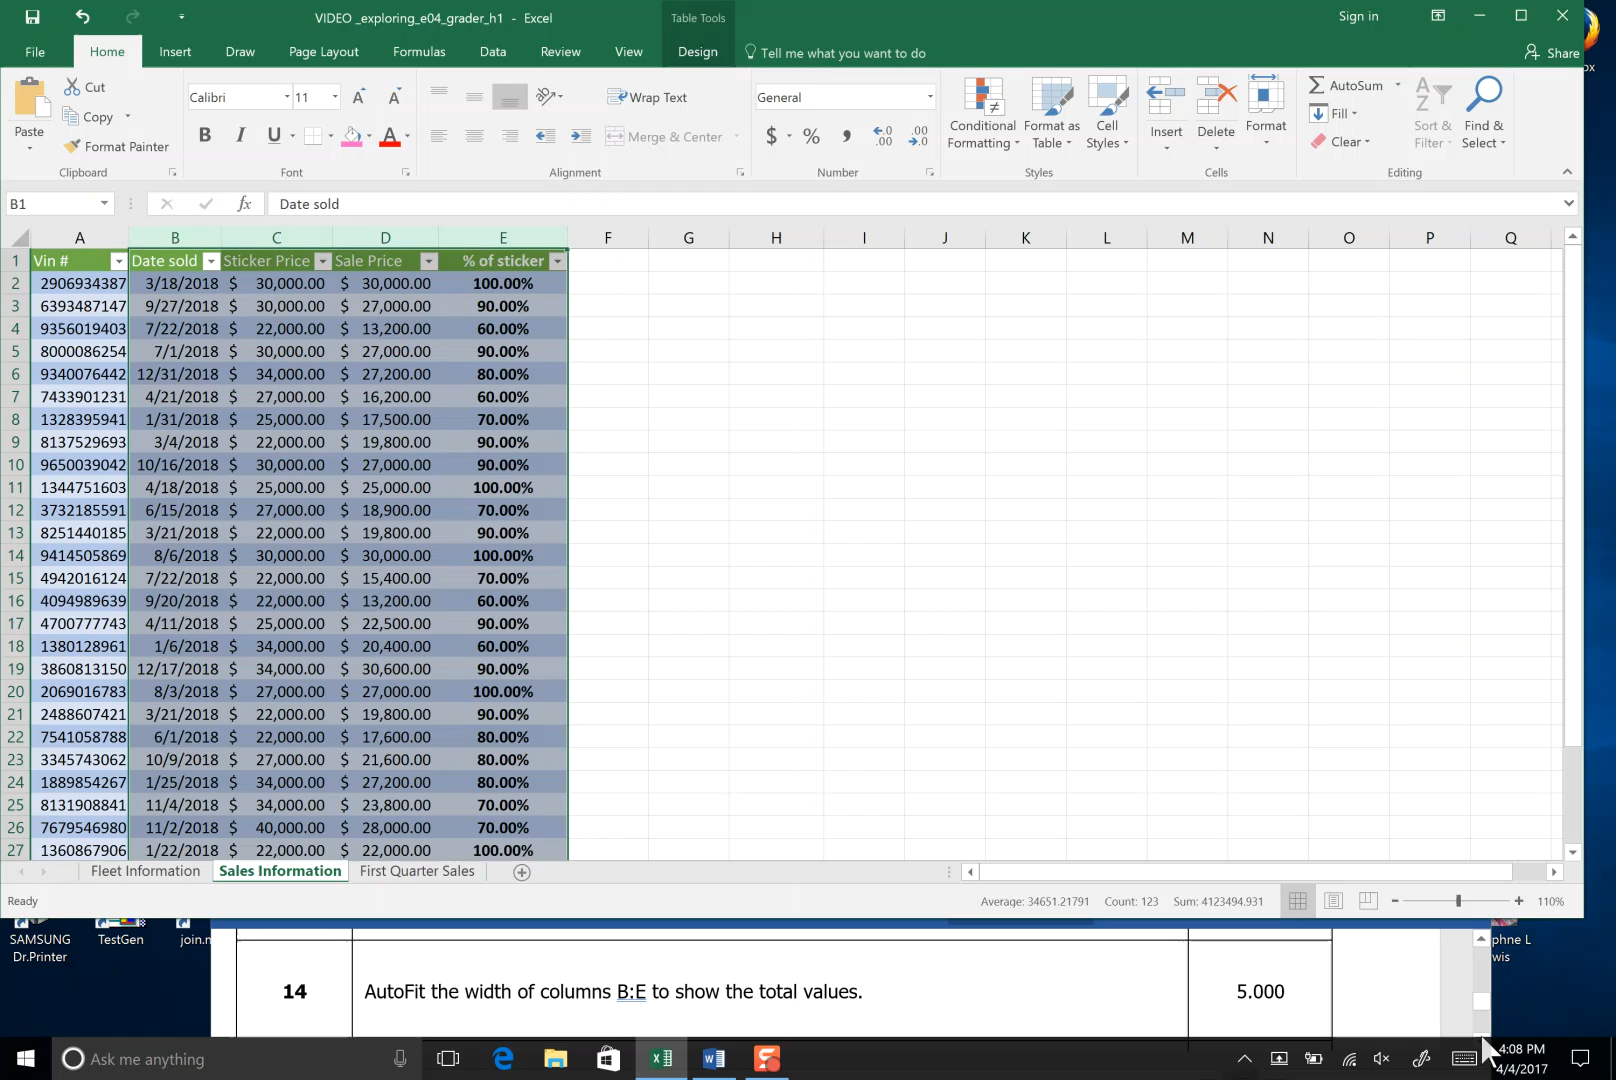 VIDEO _exploring_e04_grader_h1 - Excel
Table Tools
Sign in
File Home Insert Draw Page Layout Formulas Data Review View Design Tell me what you want to do Share
Paste Cut Copy Format Painter Clipboard
Calibri 11 Font
Wrap Text Merge & Center Alignment
General Number
Conditional Formatting Format as Table Cell Styles Styles
Insert Delete Format Cells
AutoSum Fill Clear Sort & Filter Find & Select Editing
B1 fx Date sold
A B C D E F G H I J K L M N O P Q
1 Vin # Date sold Sticker Price Sale Price % of sticker
2 2906934387 3/18/2018 $ 30,000.00 $ 30,000.00 100.00%
3 6393487147 9/27/2018 $ 30,000.00 $ 27,000.00 90.00%
4 9356019403 7/22/2018 $ 22,000.00 $ 13,200.00 60.00%
5 8000086254 7/1/2018 $ 30,000.00 $ 27,000.00 90.00%
6 9340076442 12/31/2018 $ 34,000.00 $ 27,200.00 80.00%
7 7433901231 4/21/2018 $ 27,000.00 $ 16,200.00 60.00%
8 1328395941 1/31/2018 $ 25,000.00 $ 17,500.00 70.00%
9 8137529693 3/4/2018 $ 22,000.00 $ 19,800.00 90.00%
10 9650039042 10/16/2018 $ 30,000.00 $ 27,000.00 90.00%
11 1344751603 4/18/2018 $ 25,000.00 $ 25,000.00 100.00%
12 3732185591 6/15/2018 $ 27,000.00 $ 18,900.00 70.00%
13 8251440185 3/21/2018 $ 22,000.00 $ 19,800.00 90.00%
14 9414505869 8/6/2018 $ 30,000.00 $ 30,000.00 100.00%
15 4942016124 7/22/2018 $ 22,000.00 $ 15,400.00 70.00%
16 4094989639 9/20/2018 $ 22,000.00 $ 13,200.00 60.00%
17 4700777743 4/11/2018 $ 25,000.00 $ 22,500.00 90.00%
18 1380128961 1/6/2018 $ 34,000.00 $ 20,400.00 60.00%
19 3860813150 12/17/2018 $ 34,000.00 $ 30,600.00 90.00%
20 2069016783 8/3/2018 $ 27,000.00 $ 27,000.00 100.00%
21 2488607421 3/21/2018 $ 22,000.00 $ 19,800.00 90.00%
22 7541058788 6/1/2018 $ 22,000.00 $ 17,600.00 80.00%
23 3345743062 10/9/2018 $ 27,000.00 $ 21,600.00 80.00%
24 1889854267 1/25/2018 $ 34,000.00 $ 27,200.00 80.00%
25 8131908841 11/4/2018 $ 34,000.00 $ 23,800.00 70.00%
26 7679546980 11/2/2018 $ 40,000.00 $ 28,000.00 70.00%
27 1360867906 1/22/2018 $ 22,000.00 $ 22,000.00 100.00%
Fleet Information Sales Information First Quarter Sales
Ready Average: 34651.21791 Count: 123 Sum: 4123494.931 110%
SAMSUNG Dr.Printer TestGen join.m phne L wis
14 AutoFit the width of columns B:E to show the total values. 5.000
Ask me anything 4:08 PM
4/4/2017